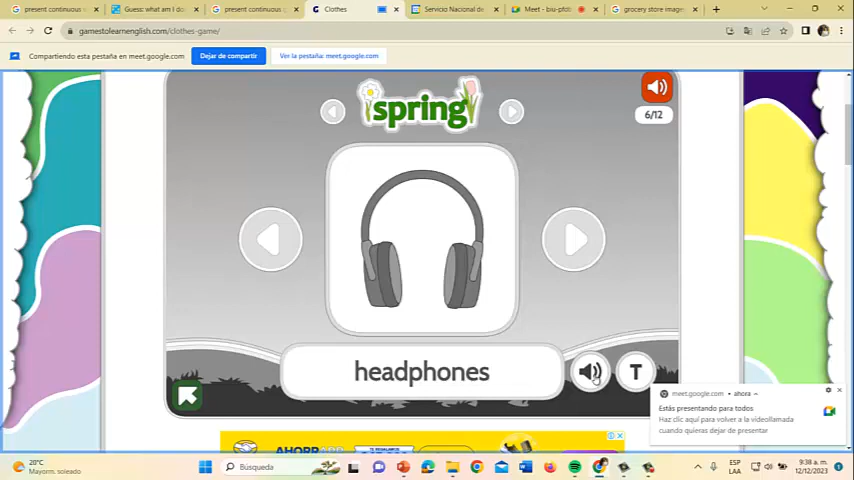 present continuous g
Guess: what am I do
present continuous g
Clothes
Servicio Nacional de
Meet - biu-pfot
grocery store image
gamestolearnenglish.com/clothes-game/
Compartiendo esta pestaña en meet.google.com
Dejar de compartir
Ver la pestaña: meet.google.com
spring
6/12
headphones
T
meet.google.com • ahora
Estás presentando para todos
Haz clic aquí para volver a la videollamada
cuando quieras dejar de presentar
20°C
Mayorm. soleado
Búsqueda
ESP
LAA
9:38 a. m.
12/12/2023